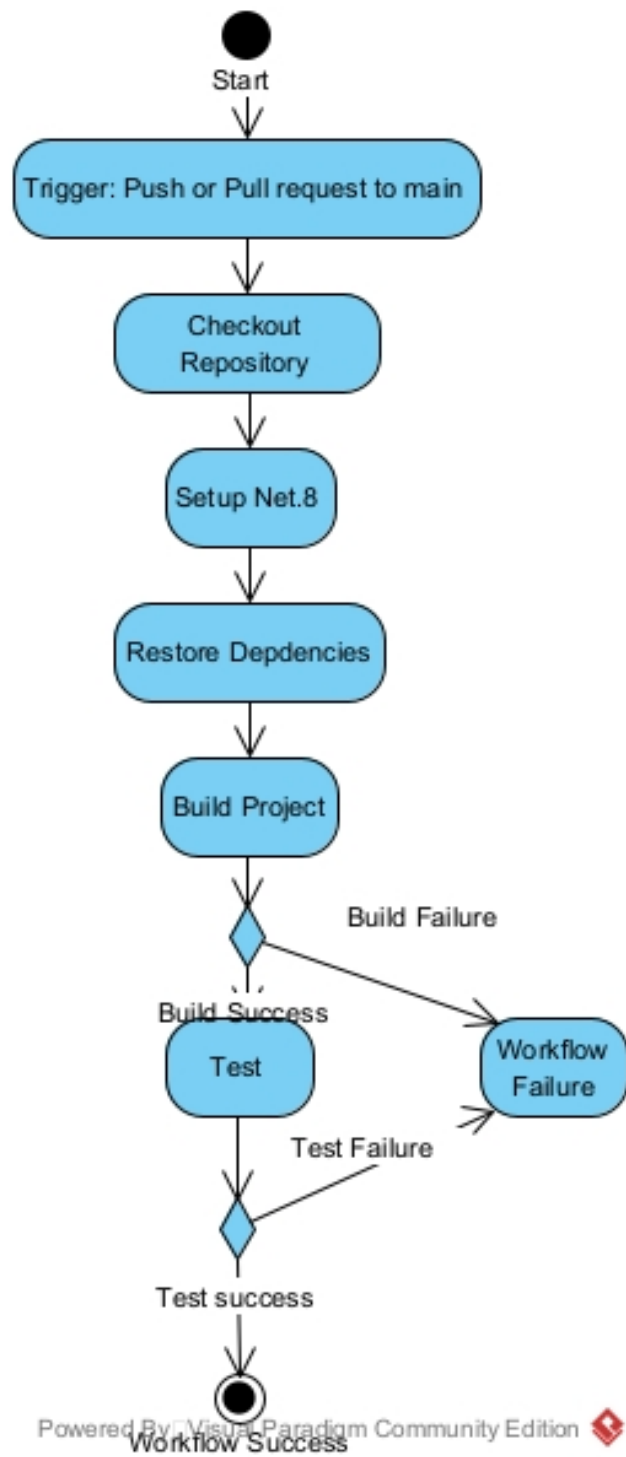 Start
Trigger: Push or Pull request to main
Checkout
Repository
Setup Net.8
Restore Depdencies
Build Project
Build Failure
Build Success
Test
Workflow
Failure
Test Failure
Test success
Powered By Visual Paradigm Community Edition
Workflow Success